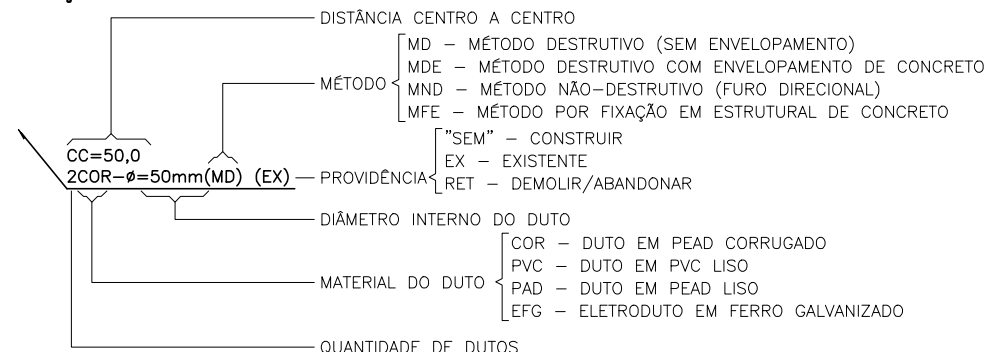 DISTÂNCIA CENTRO A CENTRO
MÉTODO
MD – MÉTODO DESTRUTIVO (SEM ENVELOPAMENTO)
MDE – MÉTODO DESTRUTIVO COM ENVELOPAMENTO DE CONCRETO
MND – MÉTODO NÃO-DESTRUTIVO (FURO DIRECIONAL)
MFE – MÉTODO POR FIXAÇÃO EM ESTRUTURAL DE CONCRETO
CC=50,0
2COR-ø=50mm(MD) (EX)
PROVIDÊNCIA
"SEM" – CONSTRUIR
EX – EXISTENTE
RET – DEMOLIR/ABANDONAR
DIÂMETRO INTERNO DO DUTO
MATERIAL DO DUTO
COR – DUTO EM PEAD CORRUGADO
PVC – DUTO EM PVC LISO
PAD – DUTO EM PEAD LISO
EFG – ELETRODUTO EM FERRO GALVANIZADO
QUANTIDADE DE DUTOS